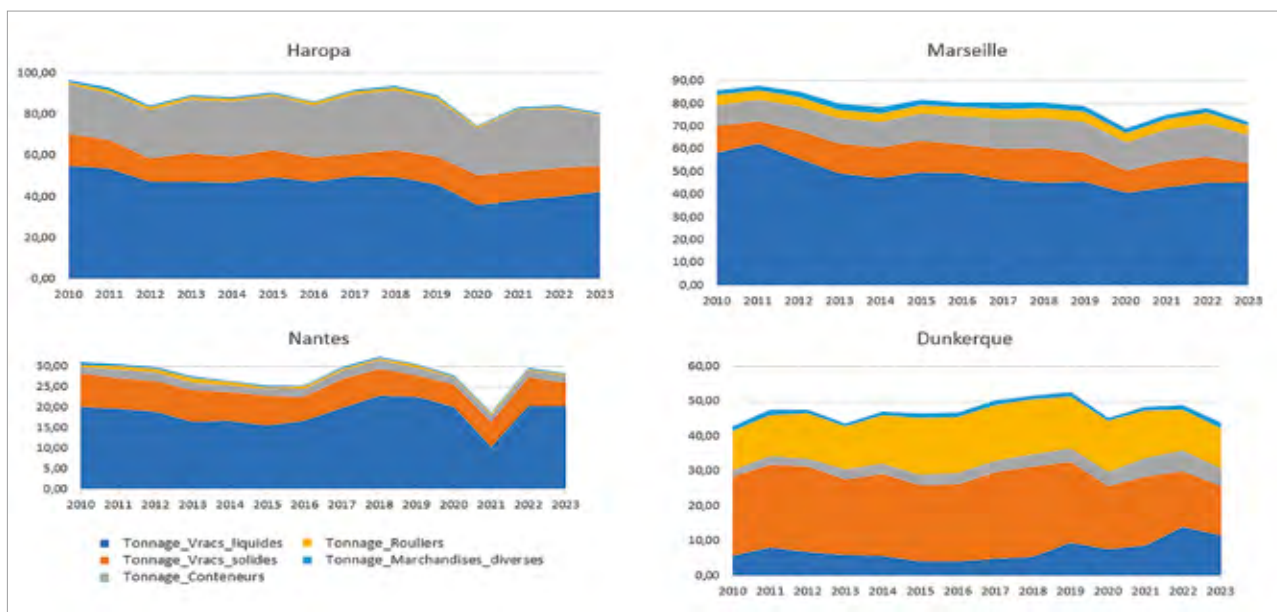 Haropa
100,00
80,00
60,00
40,00
20,00
0,00
2010 2011 2012 2013 2014 2015 2016 2017 2018 2019 2020 2021 2022 2023
Marseille
90,00
80,00
70,00
60,00
50,00
40,00
30,00
20,00
10,00
0,00
2010 2011 2012 2013 2014 2015 2016 2017 2018 2019 2020 2021 2022 2023
Nantes
30,00
25,00
20,00
15,00
10,00
5,00
0,00
2010 2011 2012 2013 2014 2015 2016 2017 2018 2019 2020 2021 2022 2023
Tonnage_Vracs_liquides
Tonnage_Rouliers
Tonnage_Vracs_solides
Tonnage_Marchandises_diverses
Tonnage_Conteneurs
Dunkerque
60,00
50,00
40,00
30,00
20,00
10,00
0,00
2010 2011 2012 2013 2014 2015 2016 2017 2018 2019 2020 2021 2022 2023